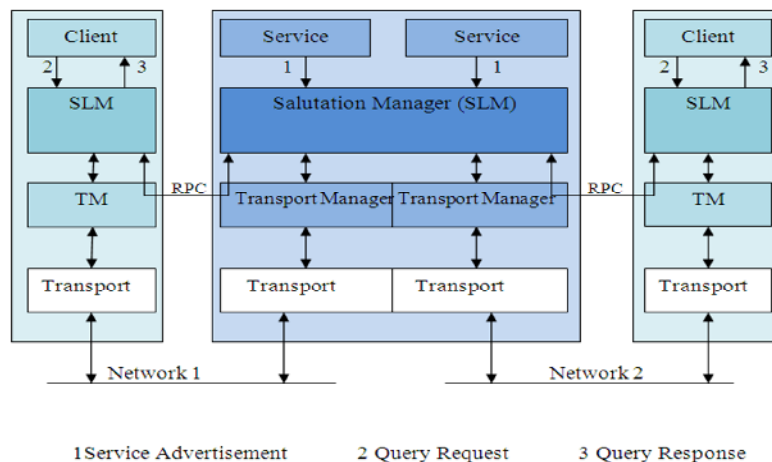 Client
Service
Service
Client
2
3
1
1
2
3
SLM
Salutation Manager (SLM)
SLM
RPC
RPC
TM
Transport Manager
Transport Manager
TM
Transport
Transport
Transport
Transport
Network 1
Network 2
1Service Advertisement
2 Query Request
3 Query Response